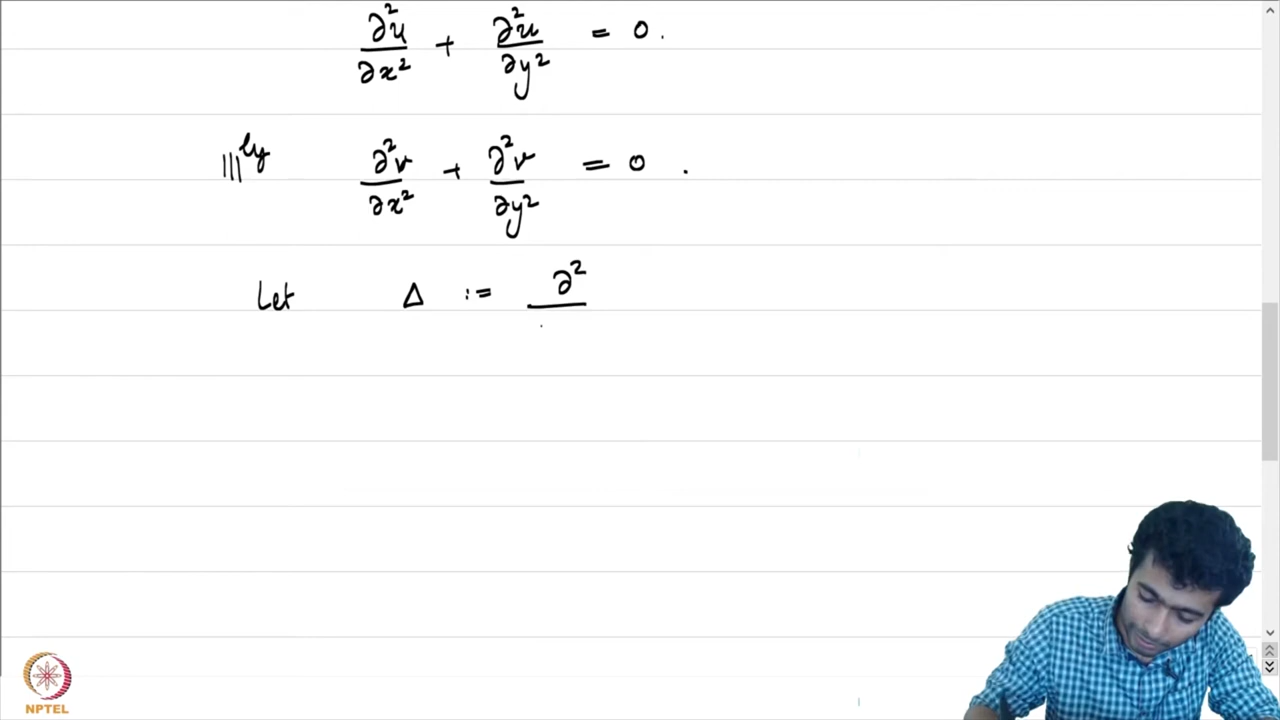 ∂²u/∂x² + ∂²u/∂y² = 0.
|||ly ∂²v/∂x² + ∂²v/∂y² = 0 .
Let Δ := ∂²
NPTEL